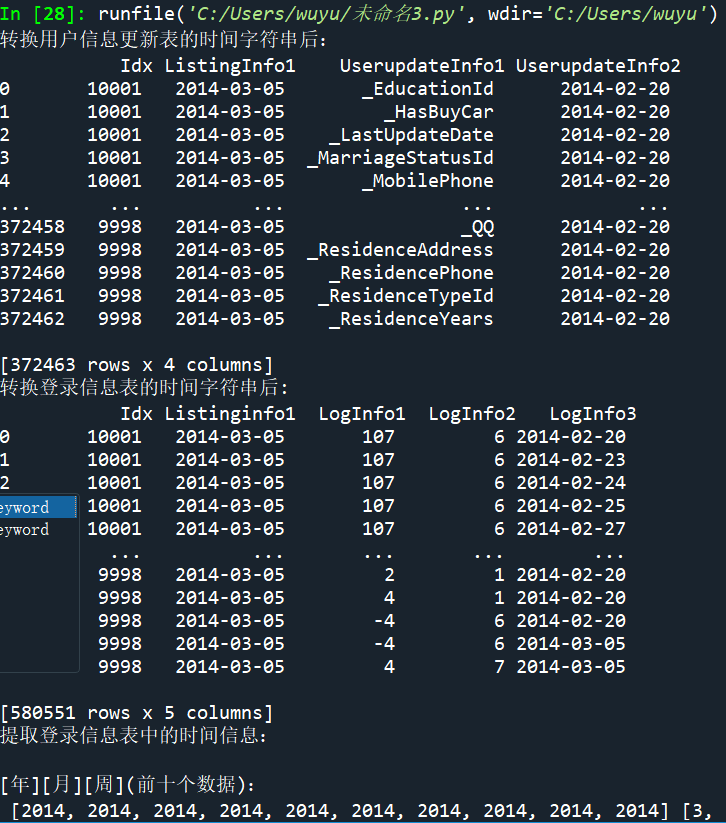 In [28]: runfile('C:/Users/wuyu/未命名3.py', wdir='C:/Users/wuyu')
转换用户信息更新表的时间字符串后:
Idx ListingInfo1 UserupdateInfo1 UserupdateInfo2
0 10001 2014-03-05 _EducationId 2014-02-20
1 10001 2014-03-05 _HasBuyCar 2014-02-20
2 10001 2014-03-05 _LastUpdateDate 2014-02-20
3 10001 2014-03-05 _MarriageStatusId 2014-02-20
4 10001 2014-03-05 _MobilePhone 2014-02-20
... ... ... ... ...
372458 9998 2014-03-05 _QQ 2014-02-20
372459 9998 2014-03-05 _ResidenceAddress 2014-02-20
372460 9998 2014-03-05 _ResidencePhone 2014-02-20
372461 9998 2014-03-05 _ResidenceTypeId 2014-02-20
372462 9998 2014-03-05 _ResidenceYears 2014-02-20
[372463 rows x 4 columns]
转换登录信息表的时间字符串后:
Idx Listinginfo1 LogInfo1 LogInfo2 LogInfo3
0 10001 2014-03-05 107 6 2014-02-20
1 10001 2014-03-05 107 6 2014-02-23
2 10001 2014-03-05 107 6 2014-02-24
eyword 10001 2014-03-05 107 6 2014-02-25
eyword 10001 2014-03-05 107 6 2014-02-27
... ... ... ... ...
9998 2014-03-05 2 1 2014-02-20
9998 2014-03-05 4 1 2014-02-20
9998 2014-03-05 -4 6 2014-02-20
9998 2014-03-05 -4 6 2014-03-05
9998 2014-03-05 4 7 2014-03-05
[580551 rows x 5 columns]
提取登录信息表中的时间信息:
[年][月][周](前十个数据):
[2014, 2014, 2014, 2014, 2014, 2014, 2014, 2014, 2014, 2014] [3,